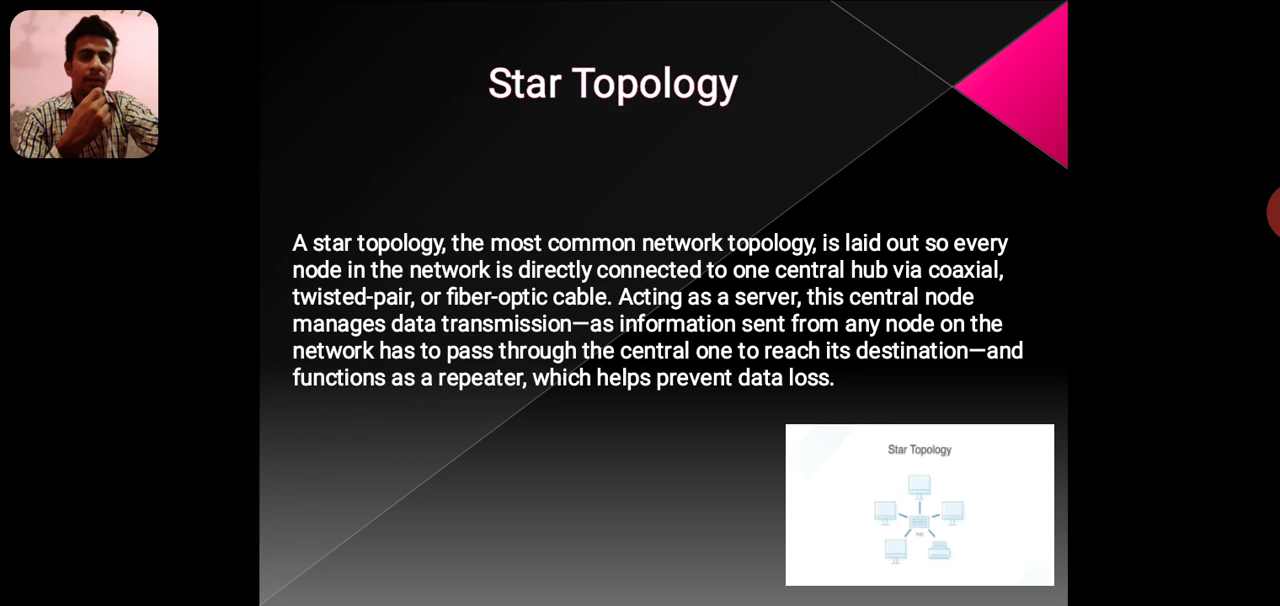 Star Topology
A star topology, the most common network topology, is laid out so every
node in the network is directly connected to one central hub via coaxial,
twisted-pair, or fiber-optic cable. Acting as a server, this central node
manages data transmission—as information sent from any node on the
network has to pass through the central one to reach its destination—and
functions as a repeater, which helps prevent data loss.
Star Topology